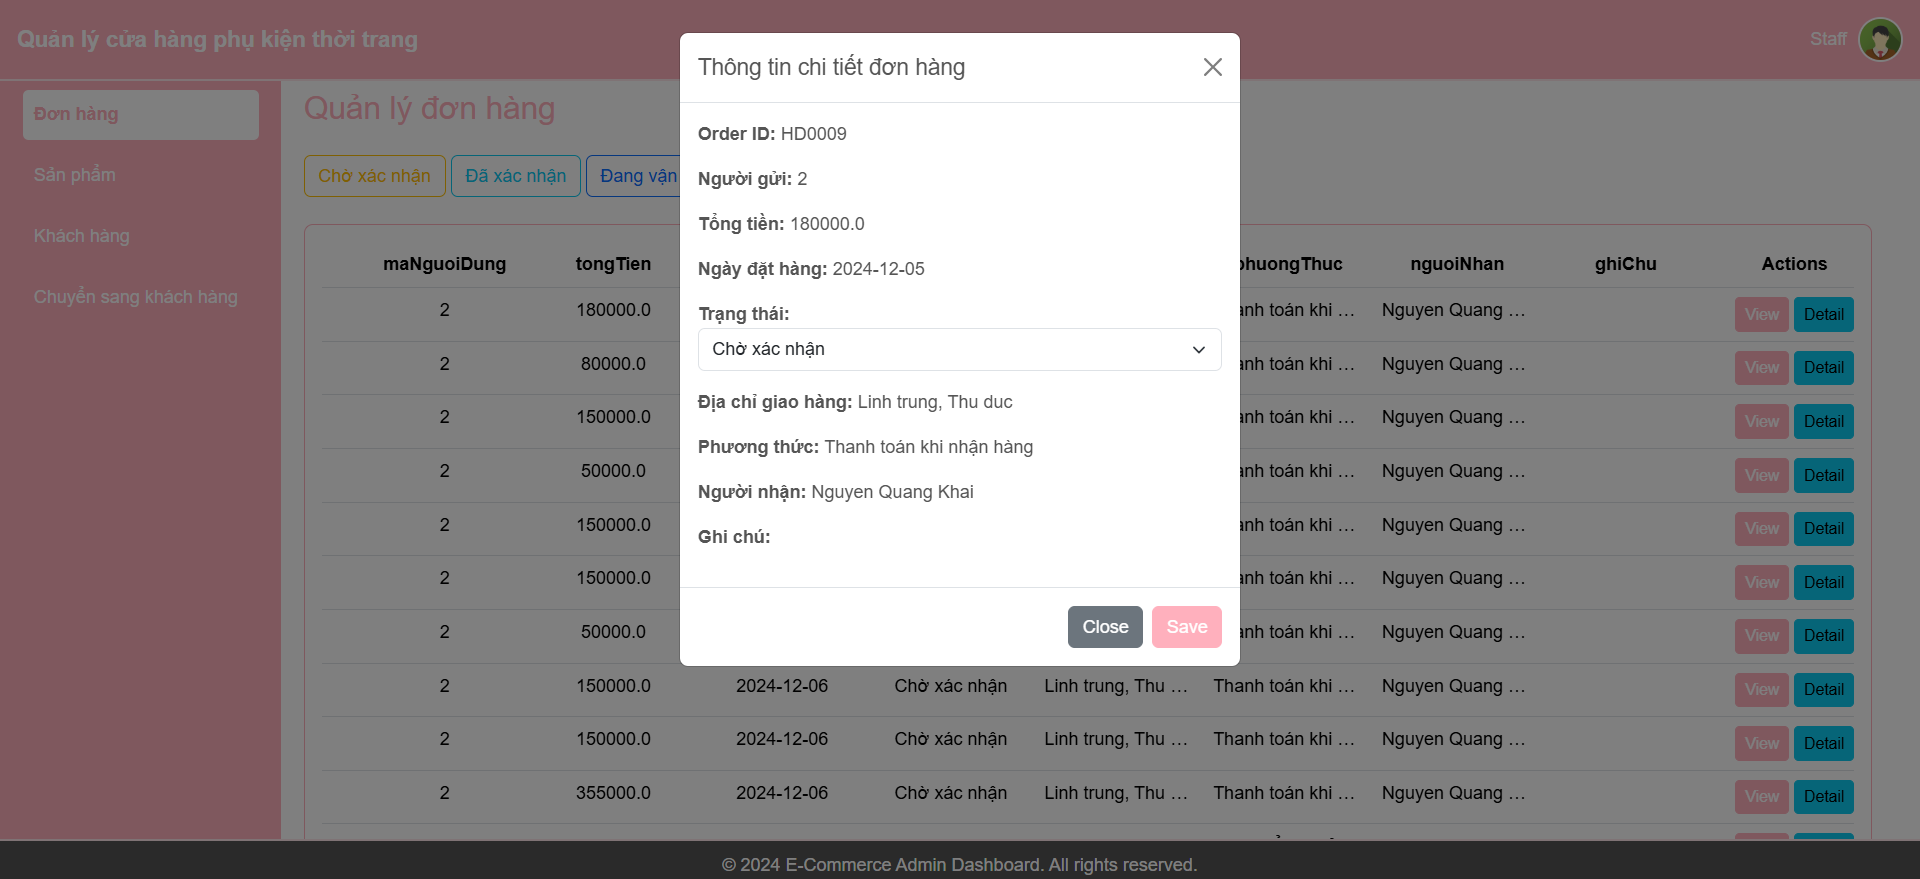 Quản lý cửa hàng phụ kiện thời trang
Staff
Đơn hàng
Sản phẩm
Khách hàng
Chuyển sang khách hàng
Quản lý đơn hàng
Chờ xác nhận Đã xác nhận Đang vận
maNguoiDung tongTien phuongThuc nguoiNhan ghiChu Actions
2 180000.0 anh toán khi ... Nguyen Quang ... View Detail
2 80000.0 anh toán khi ... Nguyen Quang ... View Detail
2 150000.0 anh toán khi ... Nguyen Quang ... View Detail
2 50000.0 anh toán khi ... Nguyen Quang ... View Detail
2 150000.0 anh toán khi ... Nguyen Quang ... View Detail
2 150000.0 anh toán khi ... Nguyen Quang ... View Detail
2 50000.0 anh toán khi ... Nguyen Quang ... View Detail
2 150000.0 2024-12-06 Chờ xác nhận Linh trung, Thu ... Thanh toán khi ... Nguyen Quang ... View Detail
2 150000.0 2024-12-06 Chờ xác nhận Linh trung, Thu ... Thanh toán khi ... Nguyen Quang ... View Detail
2 355000.0 2024-12-06 Chờ xác nhận Linh trung, Thu ... Thanh toán khi ... Nguyen Quang ... View Detail
Thông tin chi tiết đơn hàng
Order ID: HD0009
Người gửi: 2
Tổng tiền: 180000.0
Ngày đặt hàng: 2024-12-05
Trạng thái:
Chờ xác nhận
Địa chỉ giao hàng: Linh trung, Thu duc
Phương thức: Thanh toán khi nhận hàng
Người nhận: Nguyen Quang Khai
Ghi chú:
Close Save
© 2024 E-Commerce Admin Dashboard. All rights reserved.